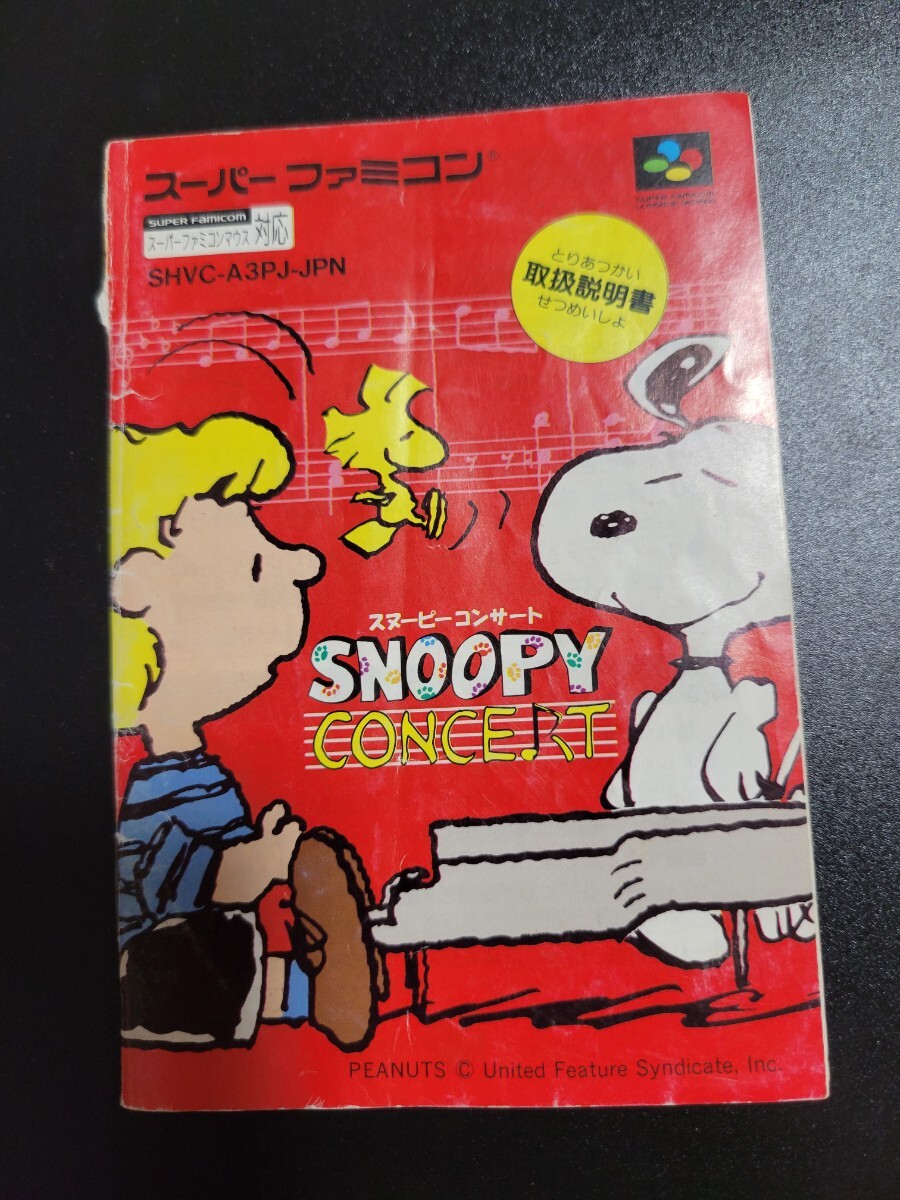 スーパーファミコン®
SUPER FAMICOM
スーパーファミコンマウス 対応
SHVC-A3PJ-JPN
SUPER FAMICOM
とりあつかい
取扱説明書
せつめいしょ
スヌーピーコンサート
SNOOPY
CONCERT
PEANUTS © United Feature Syndicate, Inc.